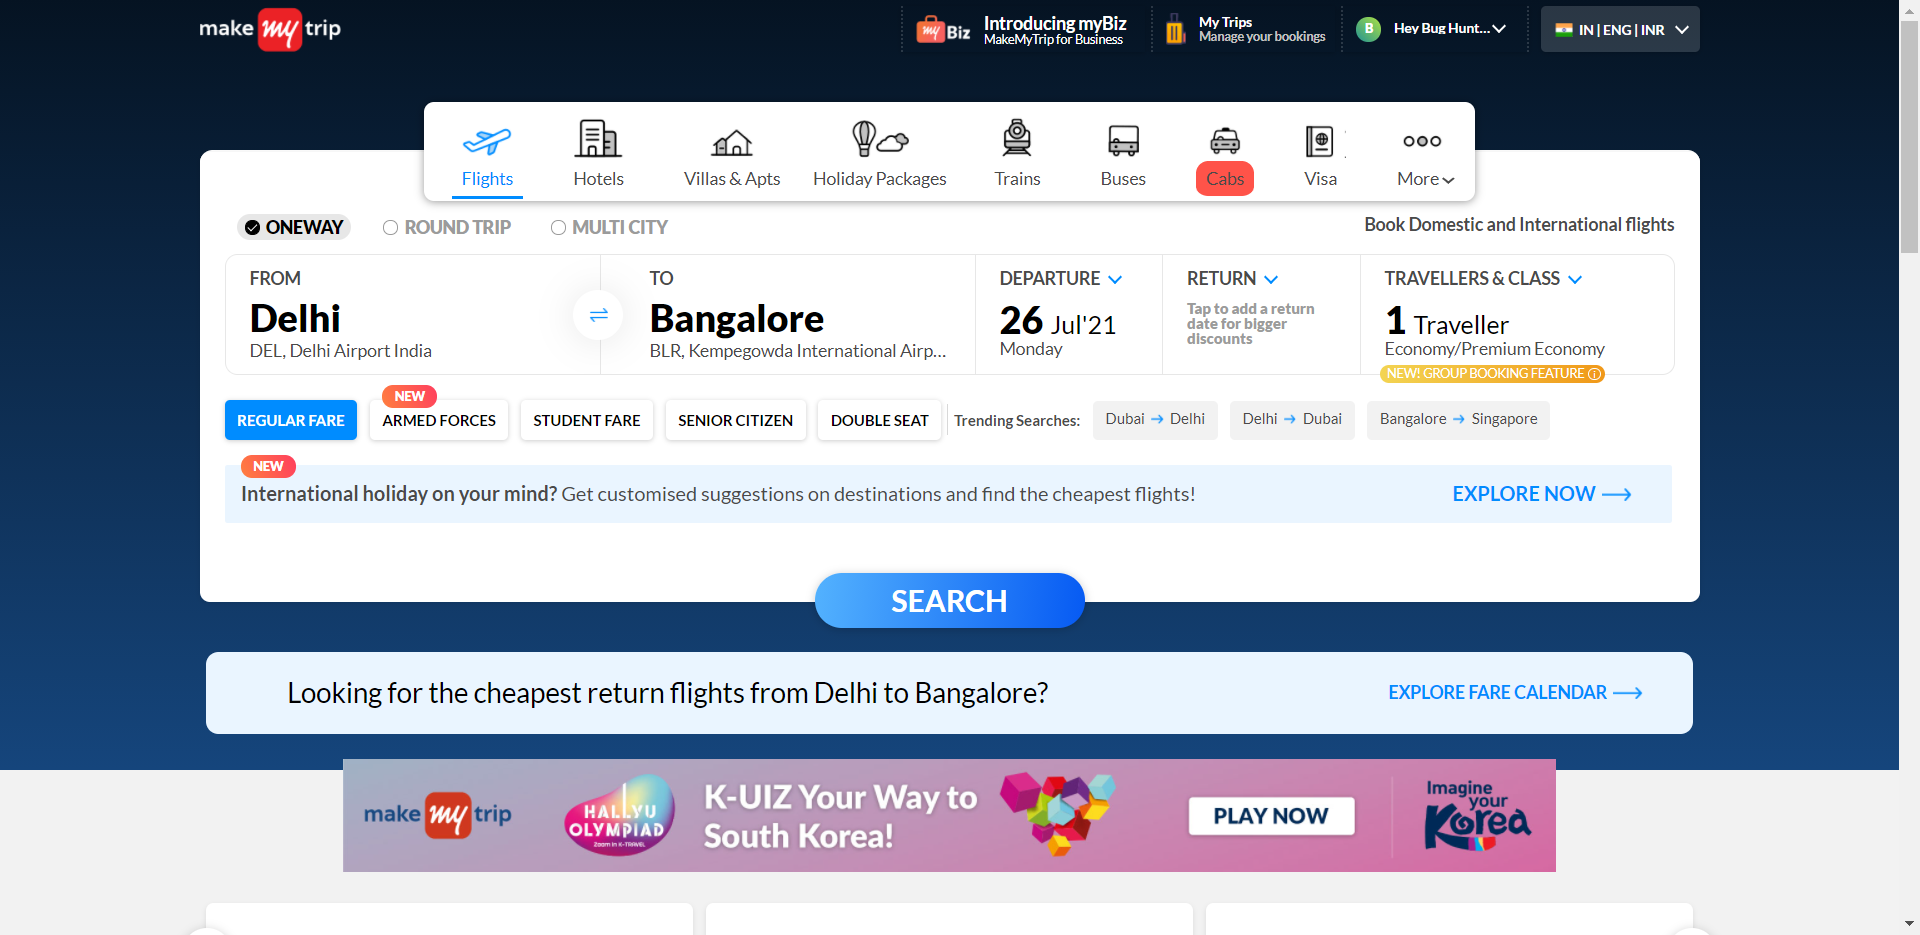 make my trip
my Biz
Introducing myBiz
MakeMyTrip for Business
My Trips
Manage your bookings
B
Hey Bug Hunt...
IN | ENG | INR
Flights
Hotels
Villas & Apts
Holiday Packages
Trains
Buses
Cabs
Visa
More
ONEWAY
ROUND TRIP
MULTI CITY
Book Domestic and International flights
FROM
Delhi
DEL, Delhi Airport India
TO
Bangalore
BLR, Kempegowda International Airp...
DEPARTURE
26 Jul'21
Monday
RETURN
Tap to add a return
date for bigger
discounts
TRAVELLERS & CLASS
1 Traveller
Economy/Premium Economy
NEW! GROUP BOOKING FEATURE
REGULAR FARE
NEW
ARMED FORCES
STUDENT FARE
SENIOR CITIZEN
DOUBLE SEAT
Trending Searches:
Dubai → Delhi
Delhi → Dubai
Bangalore → Singapore
NEW
International holiday on your mind? Get customised suggestions on destinations and find the cheapest flights!
EXPLORE NOW
SEARCH
Looking for the cheapest return flights from Delhi to Bangalore?
EXPLORE FARE CALENDAR
make my trip
HALLYU
OLYMPIAD
Zoom in K-TRAVEL
K-UIZ Your Way to
South Korea!
PLAY NOW
Imagine
your
Korea